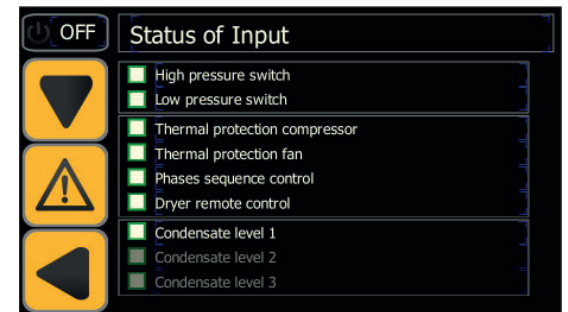 OFF
Status of Input
High pressure switch
Low pressure switch
Thermal protection compressor
Thermal protection fan
Phases sequence control
Dryer remote control
Condensate level 1
Condensate level 2
Condensate level 3